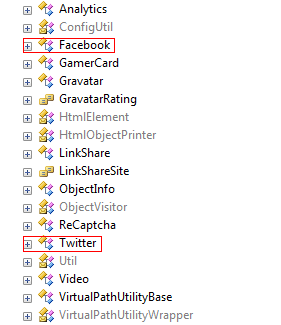 Analytics
ConfigUtil
Facebook
GamerCard
Gravatar
GravatarRating
HtmlElement
HtmlObjectPrinter
LinkShare
LinkShareSite
ObjectInfo
ObjectVisitor
ReCaptcha
Twitter
Util
Video
VirtualPathUtilityBase
VirtualPathUtilityWrapper